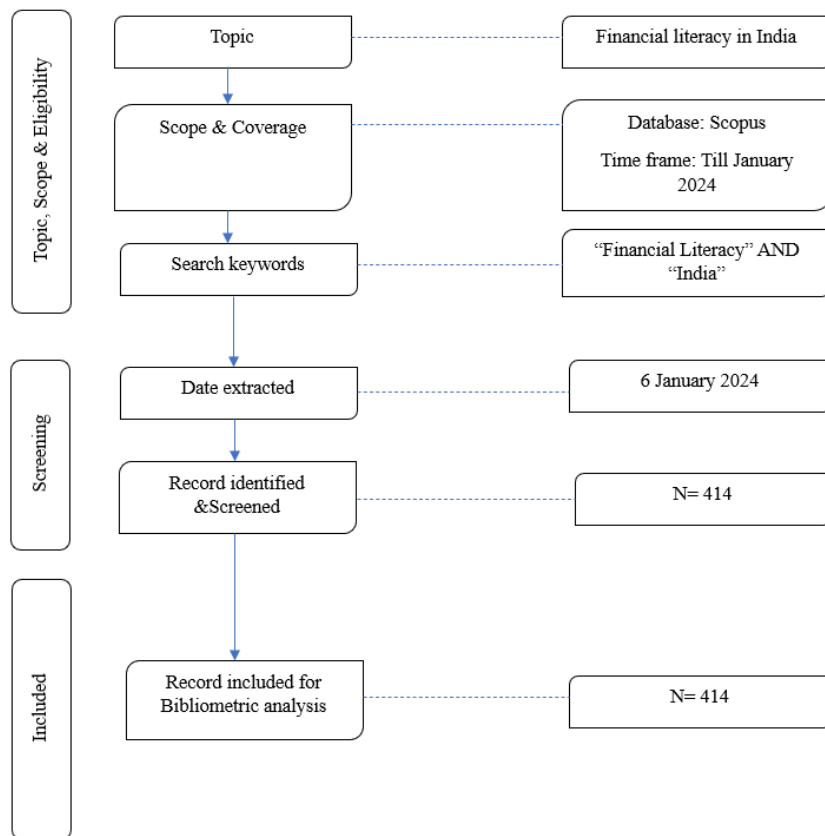 Topic, Scope & Eligibility
Topic
Financial literacy in India
Scope & Coverage
Database: Scopus
Time frame: Till January
2024
Search keywords
“Financial Literacy” AND
“India”
Screening
Date extracted
6 January 2024
Record identified
&Screened
N= 414
Included
Record included for
Bibliometric analysis
N= 414